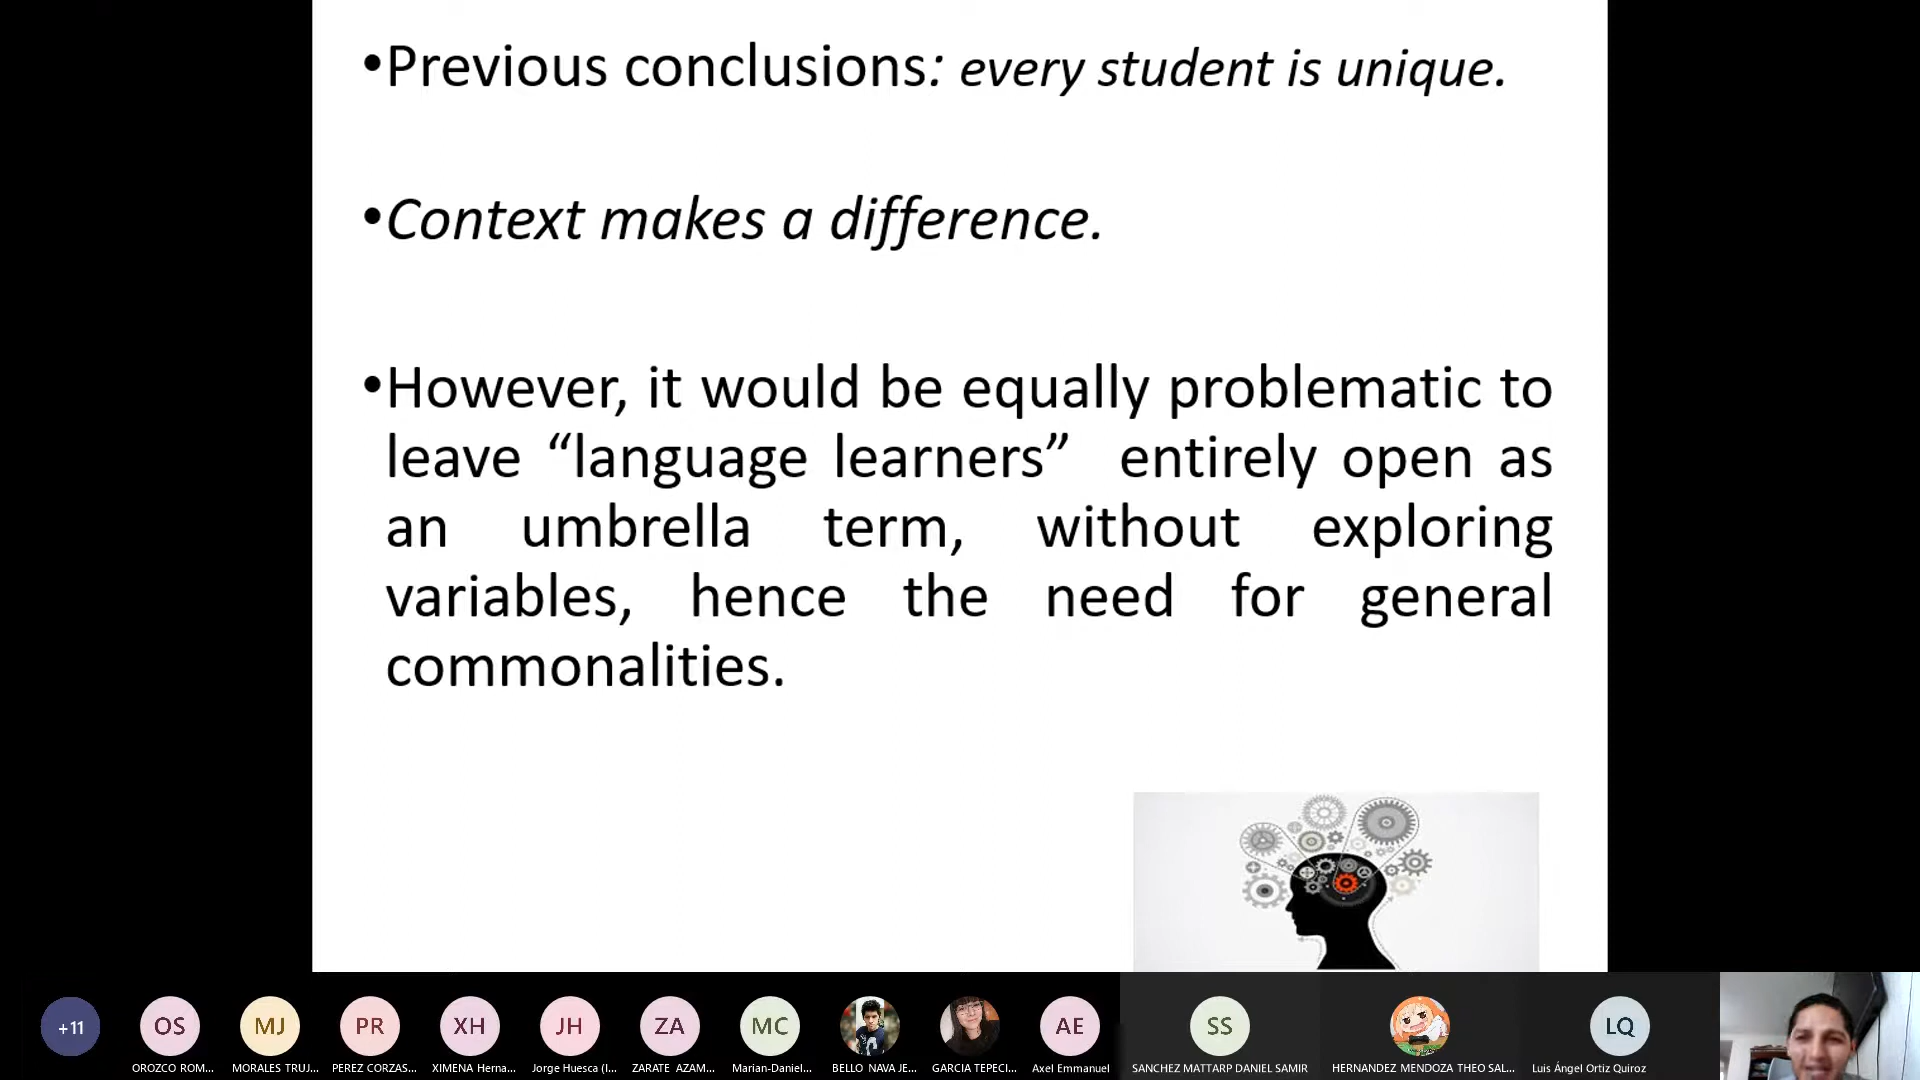 •Previous conclusions: every student is unique.
•Context makes a difference.
•However, it would be equally problematic to
leave “language learners” entirely open as
an umbrella term, without exploring
variables, hence the need for general
commonalities.
+11
OS
MJ
PR
XH
JH
ZA
MC
AE
SS
LQ
OROZCO ROM...
MORALES TRUJ...
PEREZ CORZAS...
XIMENA Herna...
Jorge Huesca (I...
ZARATE AZAM...
Marian-Daniel...
BELLO NAVA JE...
GARCIA TEPECI...
Axel Emmanuel
SANCHEZ MATTARP DANIEL SAMIR
HERNANDEZ MENDOZA THEO SAL...
Luis Ángel Ortiz Quiroz